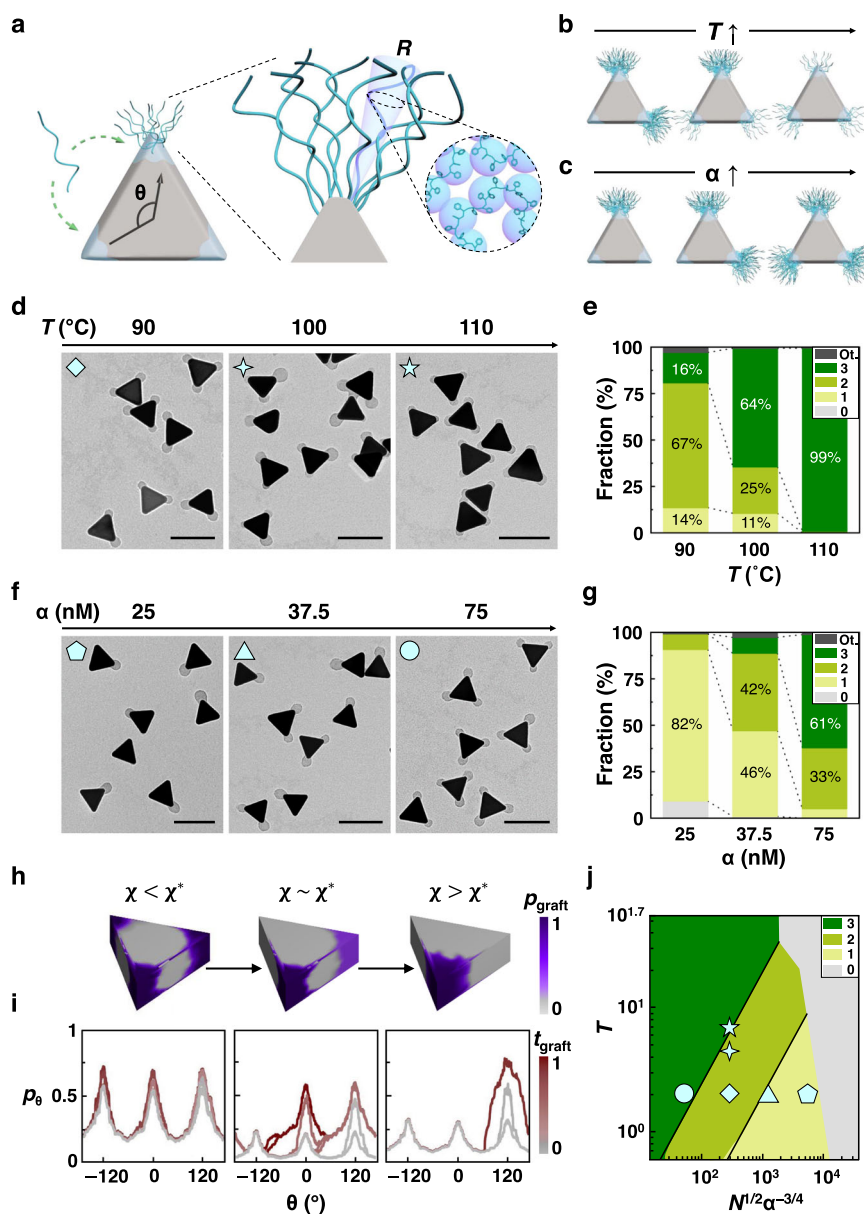 a
R
θ
b
T ↑
c
α ↑
d
T (°C) 90 100 110
e
Fraction (%)
100
75
50
25
0
16%
67%
14%
64%
25%
11%
99%
Ot.
3
2
1
0
90 100 110
T (°C)
f
α (nM) 25 37.5 75
g
Fraction (%)
100
75
50
25
0
82%
42%
46%
61%
33%
Ot.
3
2
1
0
25 37.5 75
α (nM)
h
χ < χ* χ ~ χ* χ > χ*
p_graft
1
0
i
p_θ
1
0.5
0
−120 0 120 −120 0 120 −120 0 120
θ (°)
t_graft
1
0
j
T
10^1.7
10^1
10^0
3
2
1
0
10^2 10^3 10^4
N^1/2 α^−3/4